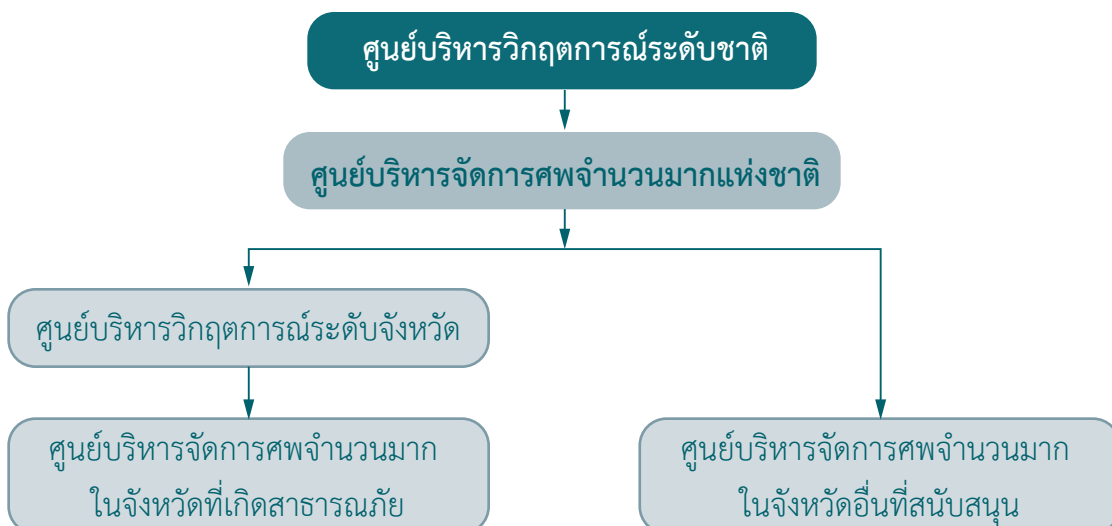 ศูนย์บริหารวิกฤตการณ์ระดับชาติ
ศูนย์บริหารจัดการศพจำนวนมากแห่งชาติ
ศูนย์บริหารวิกฤตการณ์ระดับจังหวัด
ศูนย์บริหารจัดการศพจำนวนมาก
ในจังหวัดที่เกิดสาธารณภัย
ศูนย์บริหารจัดการศพจำนวนมาก
ในจังหวัดอื่นที่สนับสนุน